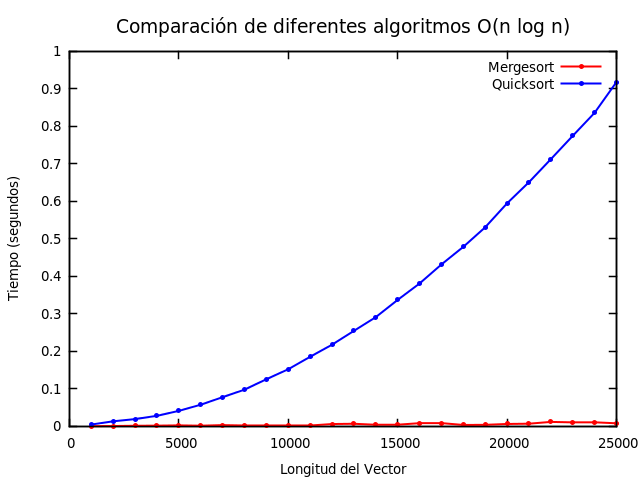 Comparación de diferentes algoritmos O(n log n)
Mergesort
Quicksort
1
0.9
0.8
0.7
0.6
0.5
0.4
0.3
0.2
0.1
0
Tiempo (segundos)
0 5000 10000 15000 20000 25000
Longitud del Vector